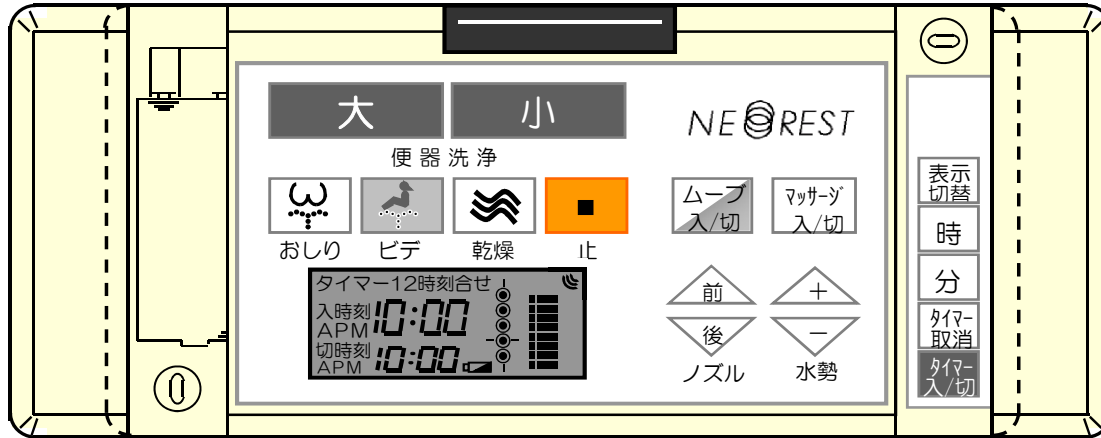 大 小
便器洗浄
NEOREST
おしり ビデ 乾燥 止
ムーブ
入/切
マッサージ
入/切
タイマー12時刻合せ
入時刻
APM 10:00
切時刻
APM 10:00
前
後
ノズル
＋
－
水勢
表示
切替
時
分
タイマー
取消
タイマー
入/切